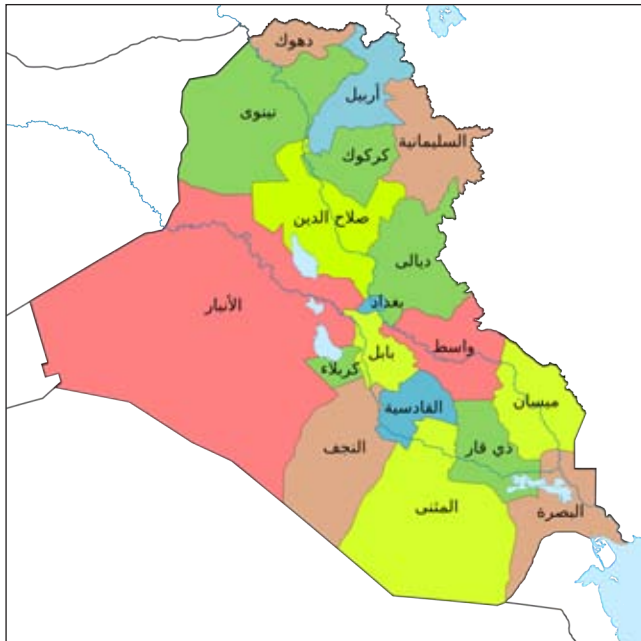 دهوك
أربيل
نينوى
السليمانية
كركوك
صلاح الدين
ديالى
بغداد
الأنبار
واسط
بابل
كربلاء
ميسان
القادسية
النجف
ذي قار
المثنى
البصرة